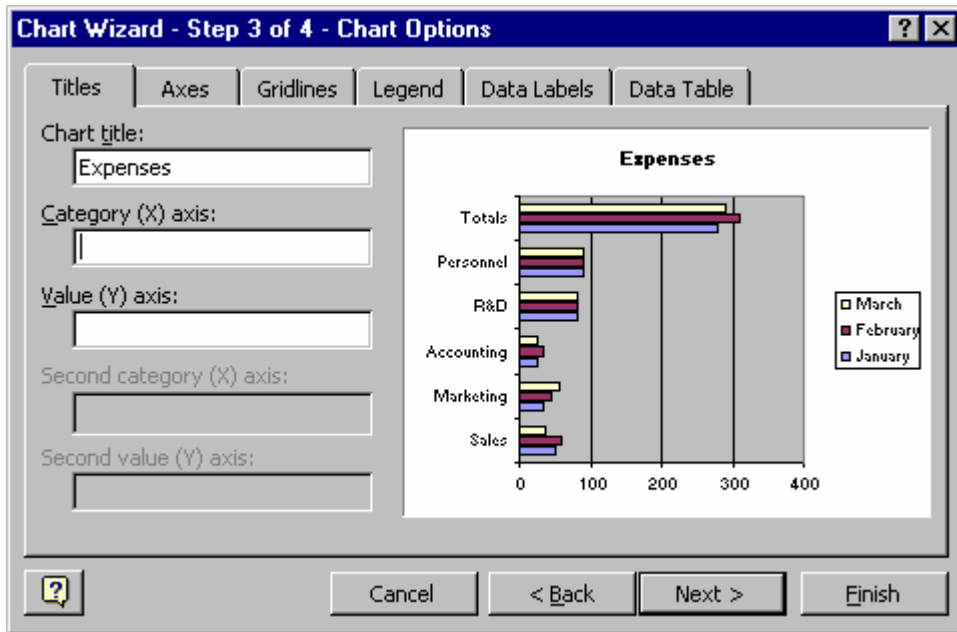 Chart Wizard - Step 3 of 4 - Chart Options
Titles Axes Gridlines Legend Data Labels Data Table
Chart title:
Expenses
Category (X) axis:
Value (Y) axis:
Second category (X) axis:
Second value (Y) axis:
Expenses
Totals
Personnel
R&D
Accounting
Marketing
Sales
0 100 200 300 400
March
February
January
Cancel < Back Next > Finish